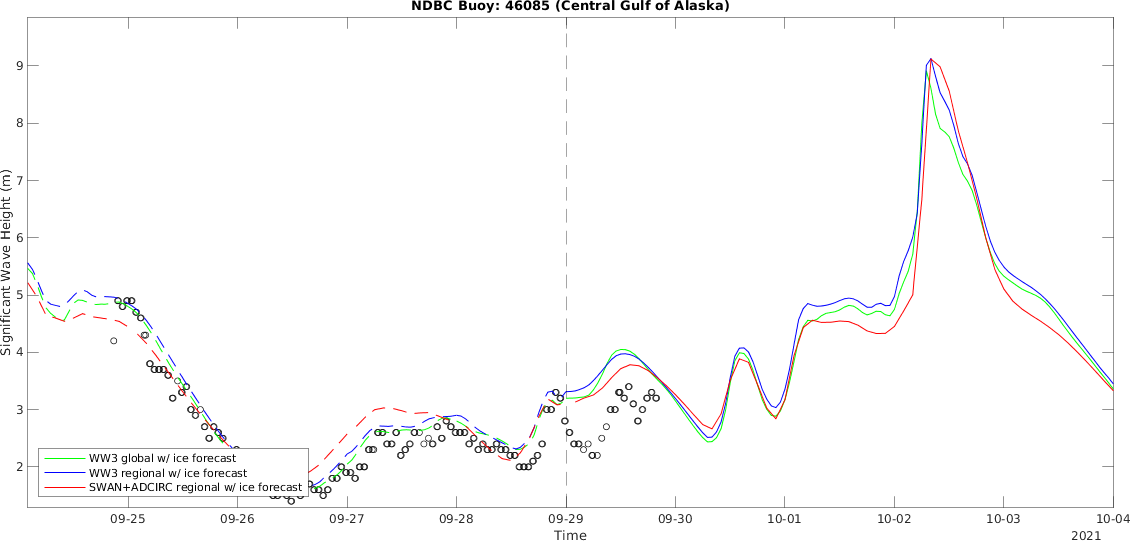 NDBC Buoy: 46085 (Central Gulf of Alaska)
Significant Wave Height (m)
9
8
7
6
5
4
3
2
WW3 global w/ ice forecast
WW3 regional w/ ice forecast
SWAN+ADCIRC regional w/ ice forecast
09-25 09-26 09-27 09-28 09-29 09-30 10-01 10-02 10-03 10-04
Time
2021